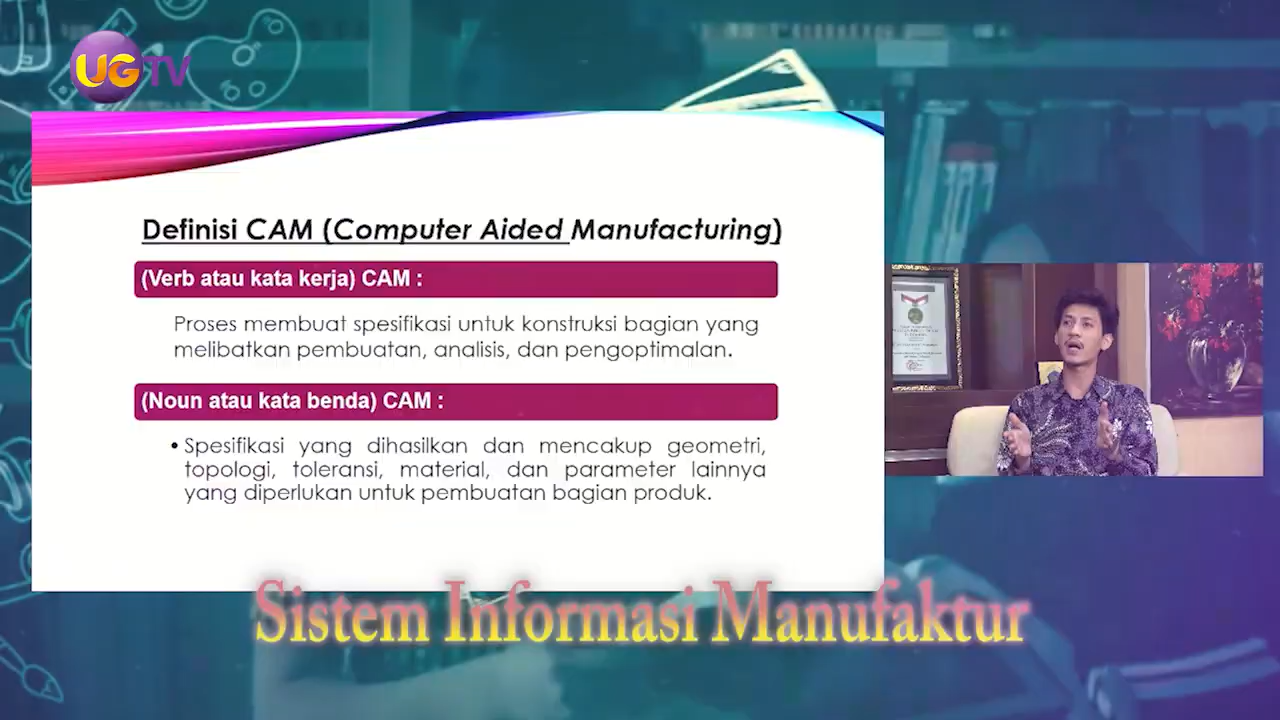 UGTV
Definisi CAM (Computer Aided Manufacturing)
(Verb atau kata kerja) CAM :
Proses membuat spesifikasi untuk konstruksi bagian yang
melibatkan pembuatan, analisis, dan pengoptimalan.
(Noun atau kata benda) CAM :
• Spesifikasi yang dihasilkan dan mencakup geometri,
topologi, toleransi, material, dan parameter lainnya
yang diperlukan untuk pembuatan bagian produk.
Sistem Informasi Manufaktur